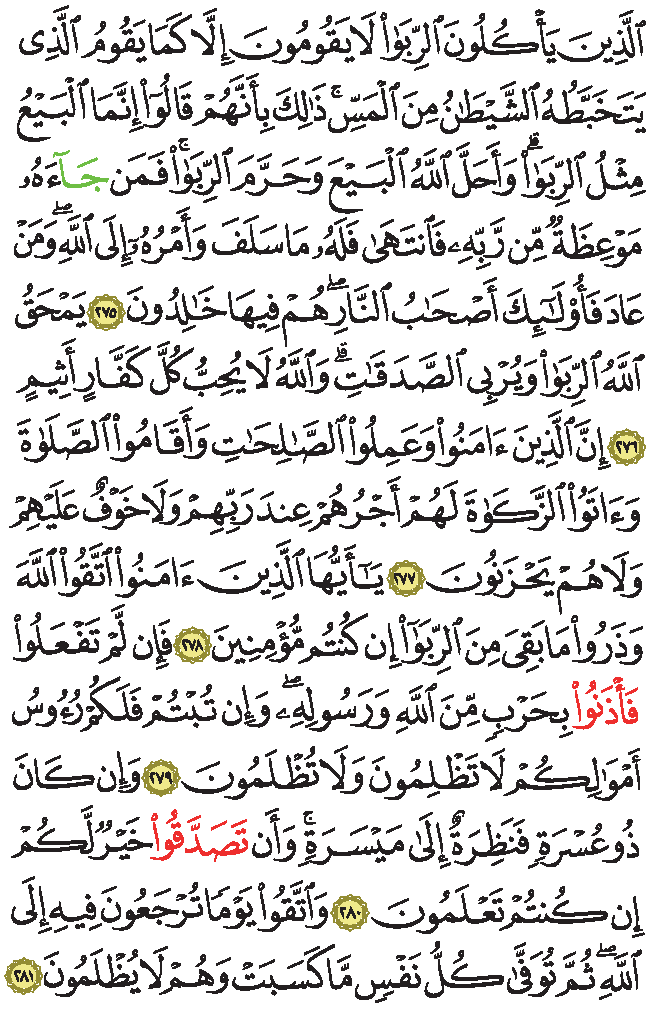 ٱلَّذِينَ يَأۡكُلُونَ ٱلرِّبَوٰاْ لَا يَقُومُونَ إِلَّا كَمَا يَقُومُ ٱلَّذِى
يَتَخَبَّطُهُ ٱلشَّيۡطَٰنُ مِنَ ٱلۡمَسِّۚ ذَٰلِكَ بِأَنَّهُمۡ قَالُوٓاْ إِنَّمَا ٱلۡبَيۡعُ
مِثۡلُ ٱلرِّبَوٰاْۗ وَأَحَلَّ ٱللَّهُ ٱلۡبَيۡعَ وَحَرَّمَ ٱلرِّبَوٰاْۚ فَمَن جَآءَهُۥ
مَوۡعِظَةٞ مِّن رَّبِّهِۦ فَٱنتَهَىٰ فَلَهُۥ مَا سَلَفَ وَأَمۡرُهُۥٓ إِلَى ٱللَّهِۖ وَمَنۡ
عَادَ فَأُوْلَٰٓئِكَ أَصۡحَٰبُ ٱلنَّارِۖ هُمۡ فِيهَا خَٰلِدُونَ ٢٧٥ يَمۡحَقُ
ٱللَّهُ ٱلرِّبَوٰاْ وَيُرۡبِى ٱلصَّدَقَٰتِۗ وَٱللَّهُ لَا يُحِبُّ كُلَّ كَفَّارٍ أَثِيمٍ
٢٧٦ إِنَّ ٱلَّذِينَ ءَامَنُواْ وَعَمِلُواْ ٱلصَّٰلِحَٰتِ وَأَقَامُواْ ٱلصَّلَوٰةَ
وَءَاتَوُاْ ٱلزَّكَوٰةَ لَهُمۡ أَجۡرُهُمۡ عِندَ رَبِّهِمۡ وَلَا خَوۡفٌ عَلَيۡهِمۡ
وَلَا هُمۡ يَحۡزَنُونَ ٢٧٧ يَٰٓأَيُّهَا ٱلَّذِينَ ءَامَنُواْ ٱتَّقُواْ ٱللَّهَ
وَذَرُواْ مَا بَقِىَ مِنَ ٱلرِّبَوٰٓاْ إِن كُنتُم مُّؤۡمِنِينَ ٢٧٨ فَإِن لَّمۡ تَفۡعَلُواْ
فَأۡذَنُواْ بِحَرۡبٖ مِّنَ ٱللَّهِ وَرَسُولِهِۦۖ وَإِن تُبۡتُمۡ فَلَكُمۡ رُءُوسُ
أَمۡوَٰلِكُمۡ لَا تَظۡلِمُونَ وَلَا تُظۡلَمُونَ ٢٧٩ وَإِن كَانَ
ذُو عُسۡرَةٖ فَنَظِرَةٌ إِلَىٰ مَيۡسَرَةٖۚ وَأَن تَصَدَّقُواْ خَيۡرٞ لَّكُمۡ
إِن كُنتُمۡ تَعۡلَمُونَ ٢٨٠ وَٱتَّقُواْ يَوۡمٗا تُرۡجَعُونَ فِيهِ إِلَى
ٱللَّهِۖ ثُمَّ تُوَفَّىٰ كُلُّ نَفۡسٖ مَّا كَسَبَتۡ وَهُمۡ لَا يُظۡلَمُونَ ٢٨١